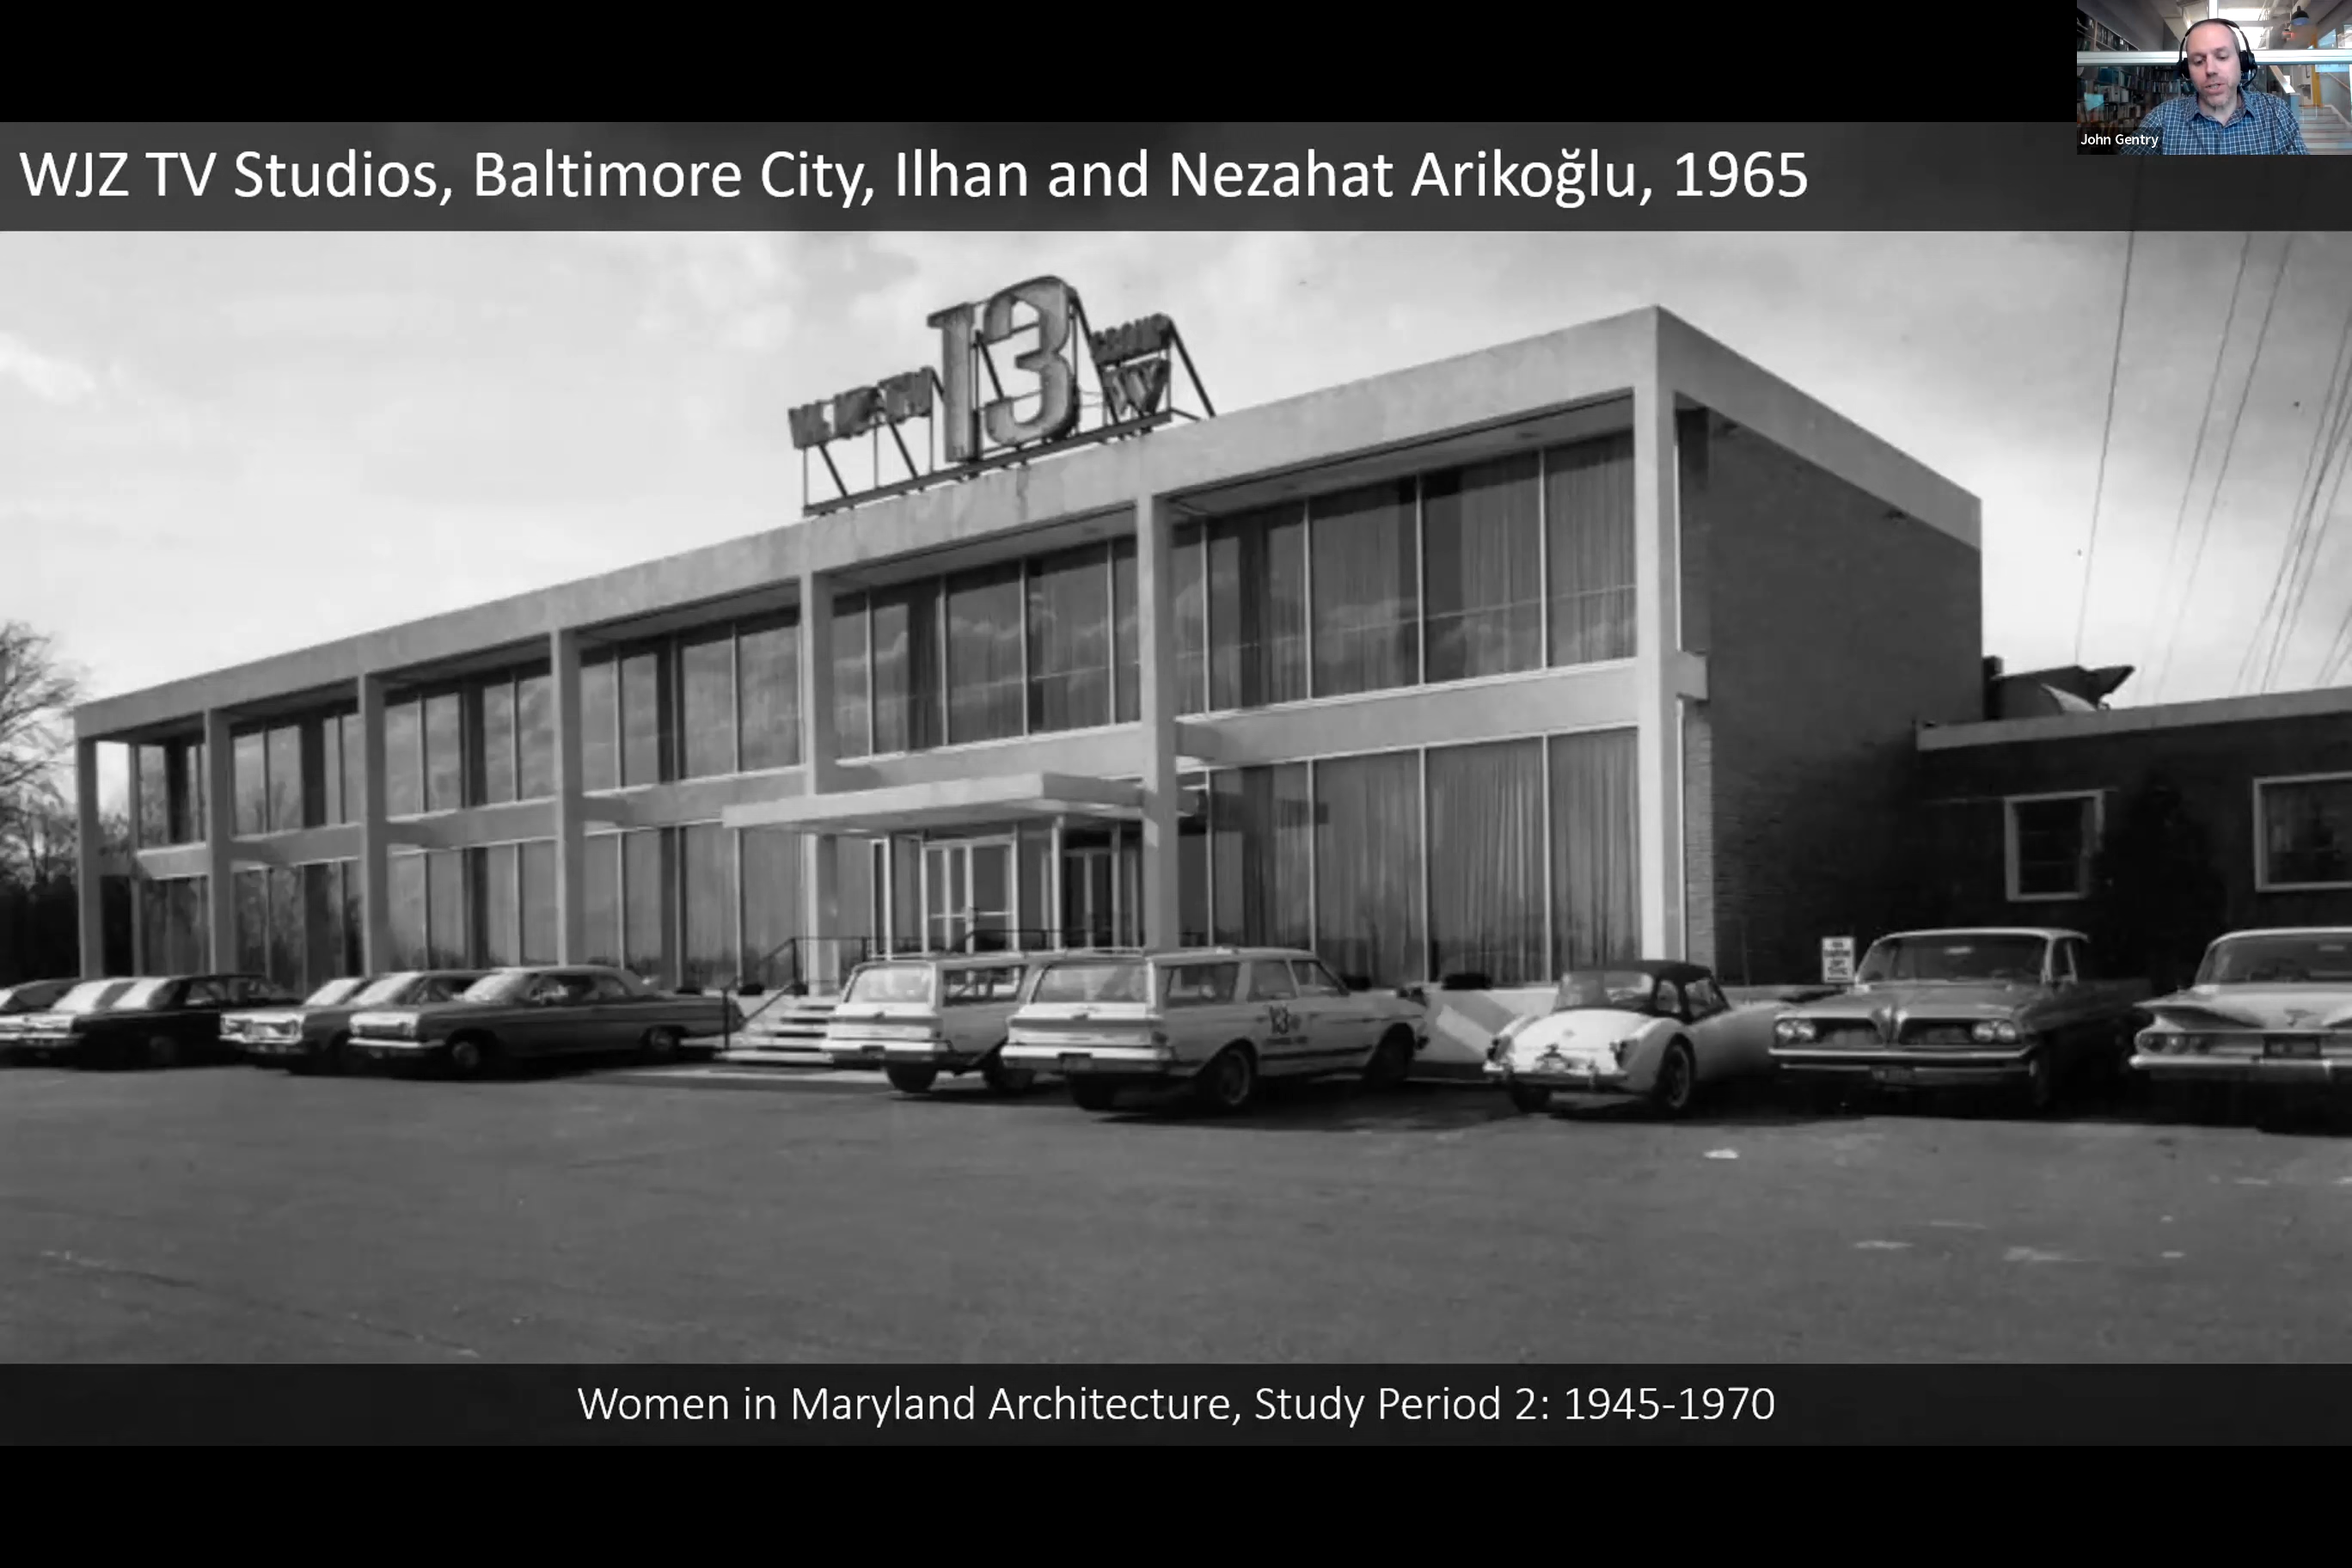 John Gentry
WJZ TV Studios, Baltimore City, Ilhan and Nezahat Arikoğlu, 1965
13
13
Women in Maryland Architecture, Study Period 2: 1945-1970